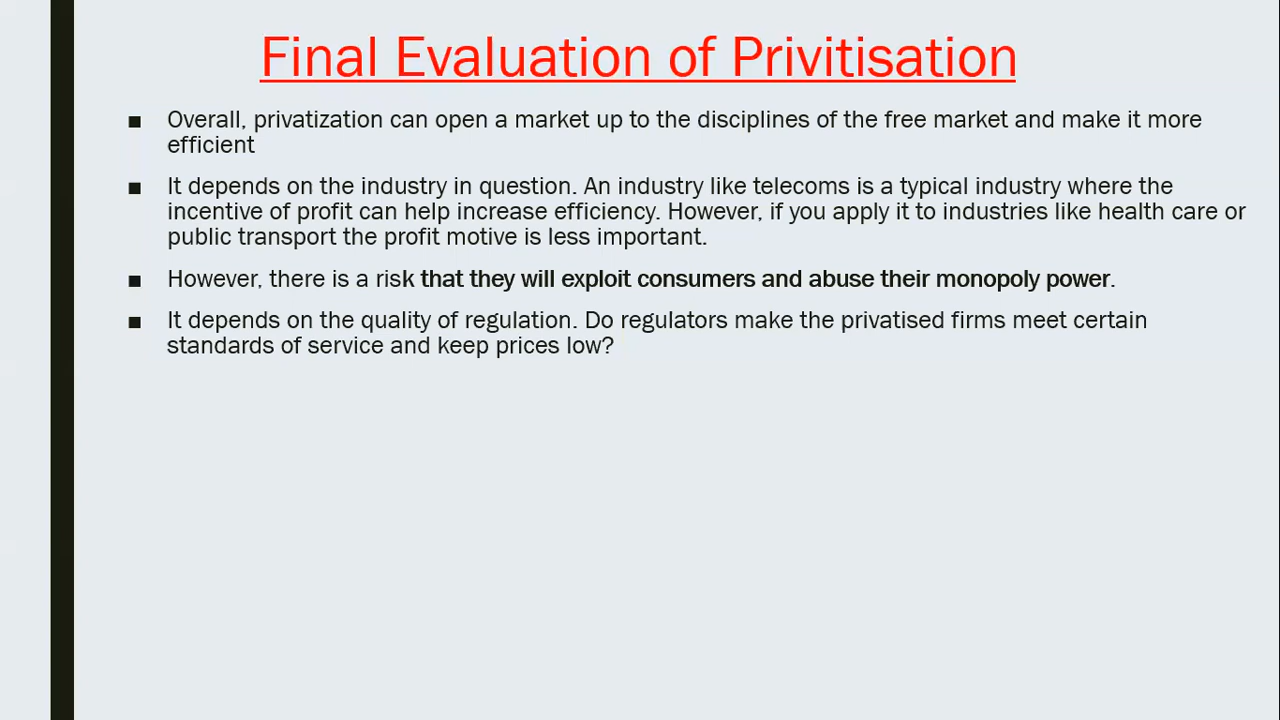 Final Evaluation of Privitisation
■ Overall, privatization can open a market up to the disciplines of the free market and make it more
efficient
■ It depends on the industry in question. An industry like telecoms is a typical industry where the
incentive of profit can help increase efficiency. However, if you apply it to industries like health care or
public transport the profit motive is less important.
■ However, there is a risk that they will exploit consumers and abuse their monopoly power.
■ It depends on the quality of regulation. Do regulators make the privatised firms meet certain
standards of service and keep prices low?